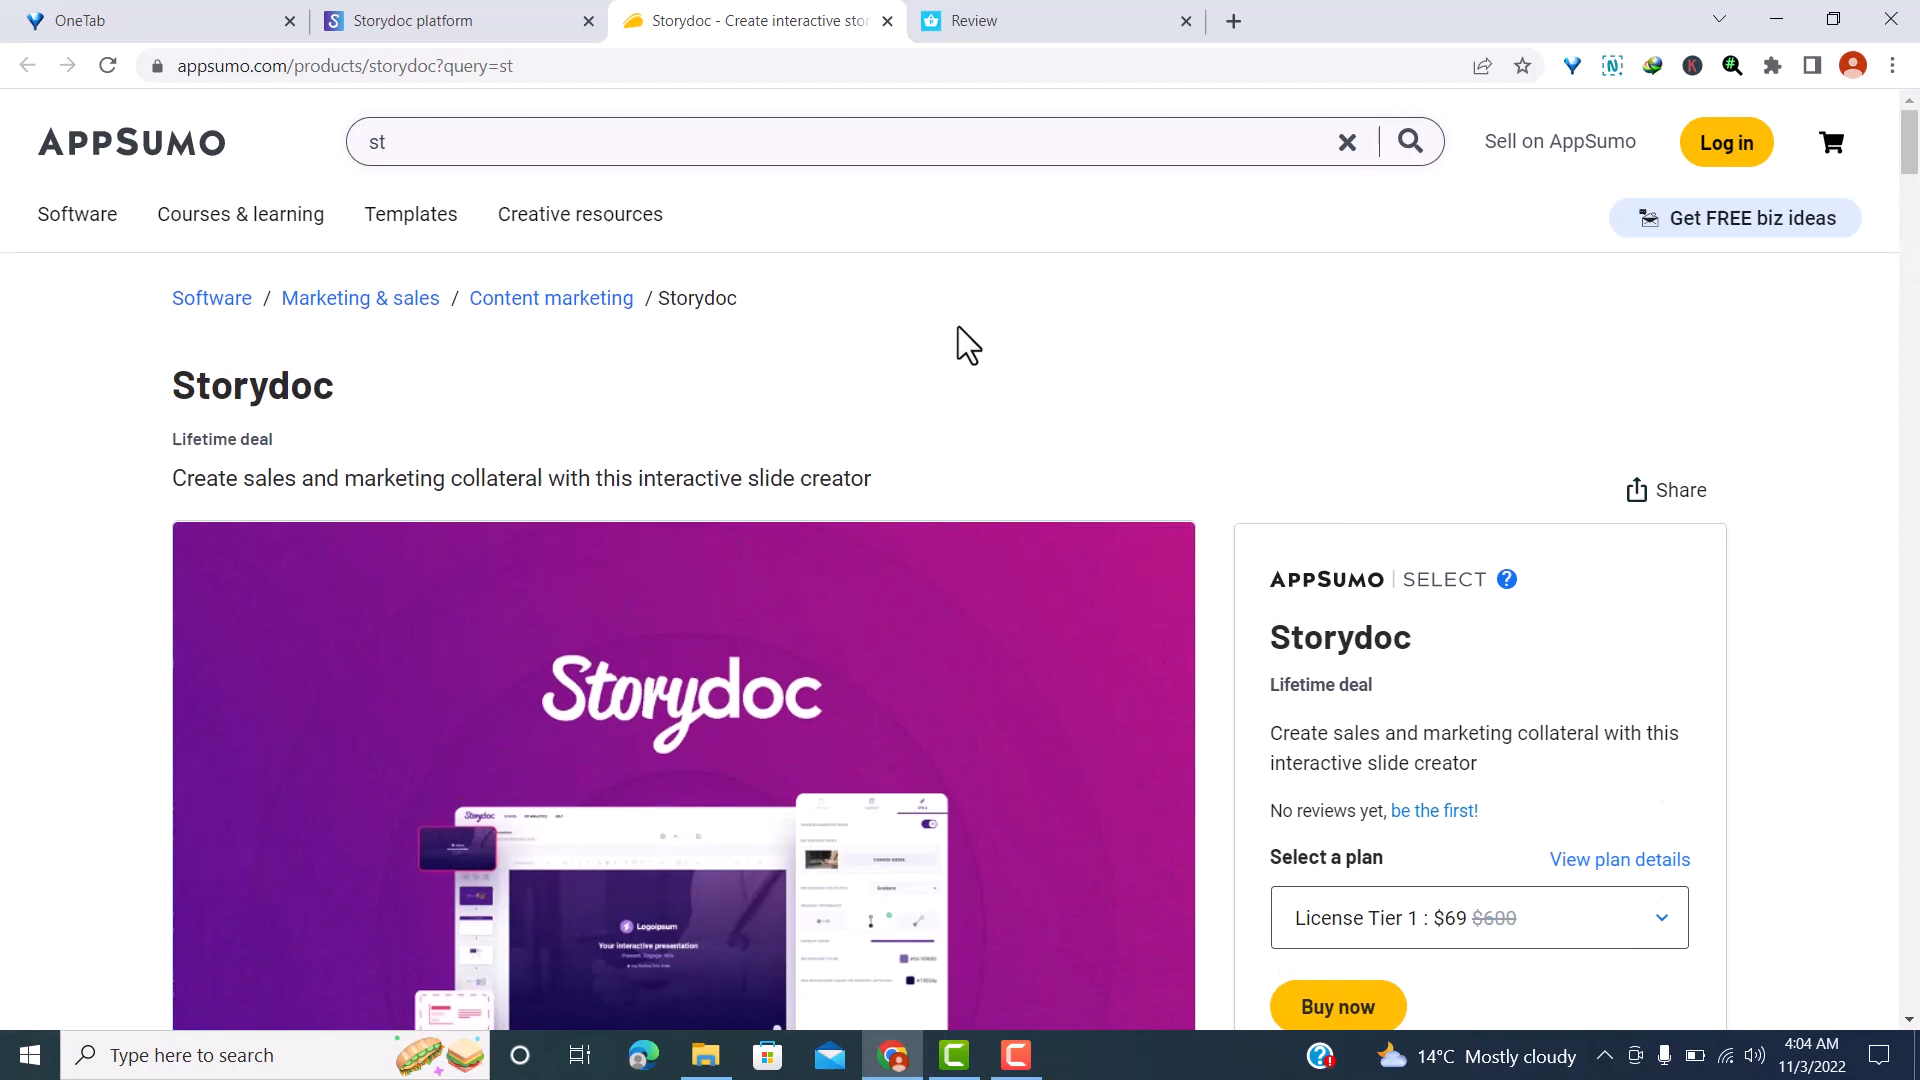 OneTab
Storydoc platform
Storydoc - Create interactive stor
Review
appsumo.com/products/storydoc?query=st
APPSUMO
st
Sell on AppSumo
Log in
Software
Courses & learning
Templates
Creative resources
Get FREE biz ideas
Software / Marketing & sales / Content marketing / Storydoc
Storydoc
Lifetime deal
Create sales and marketing collateral with this interactive slide creator
Share
Storydoc
Storydoc
Logoipsum
Your interactive presentation
CHANGE MEDIA
APPSUMO | SELECT ?
Storydoc
Lifetime deal
Create sales and marketing collateral with this
interactive slide creator
No reviews yet, be the first!
Select a plan
View plan details
License Tier 1 : $69 $600
Buy now
Type here to search
14°C Mostly cloudy
4:04 AM
11/3/2022